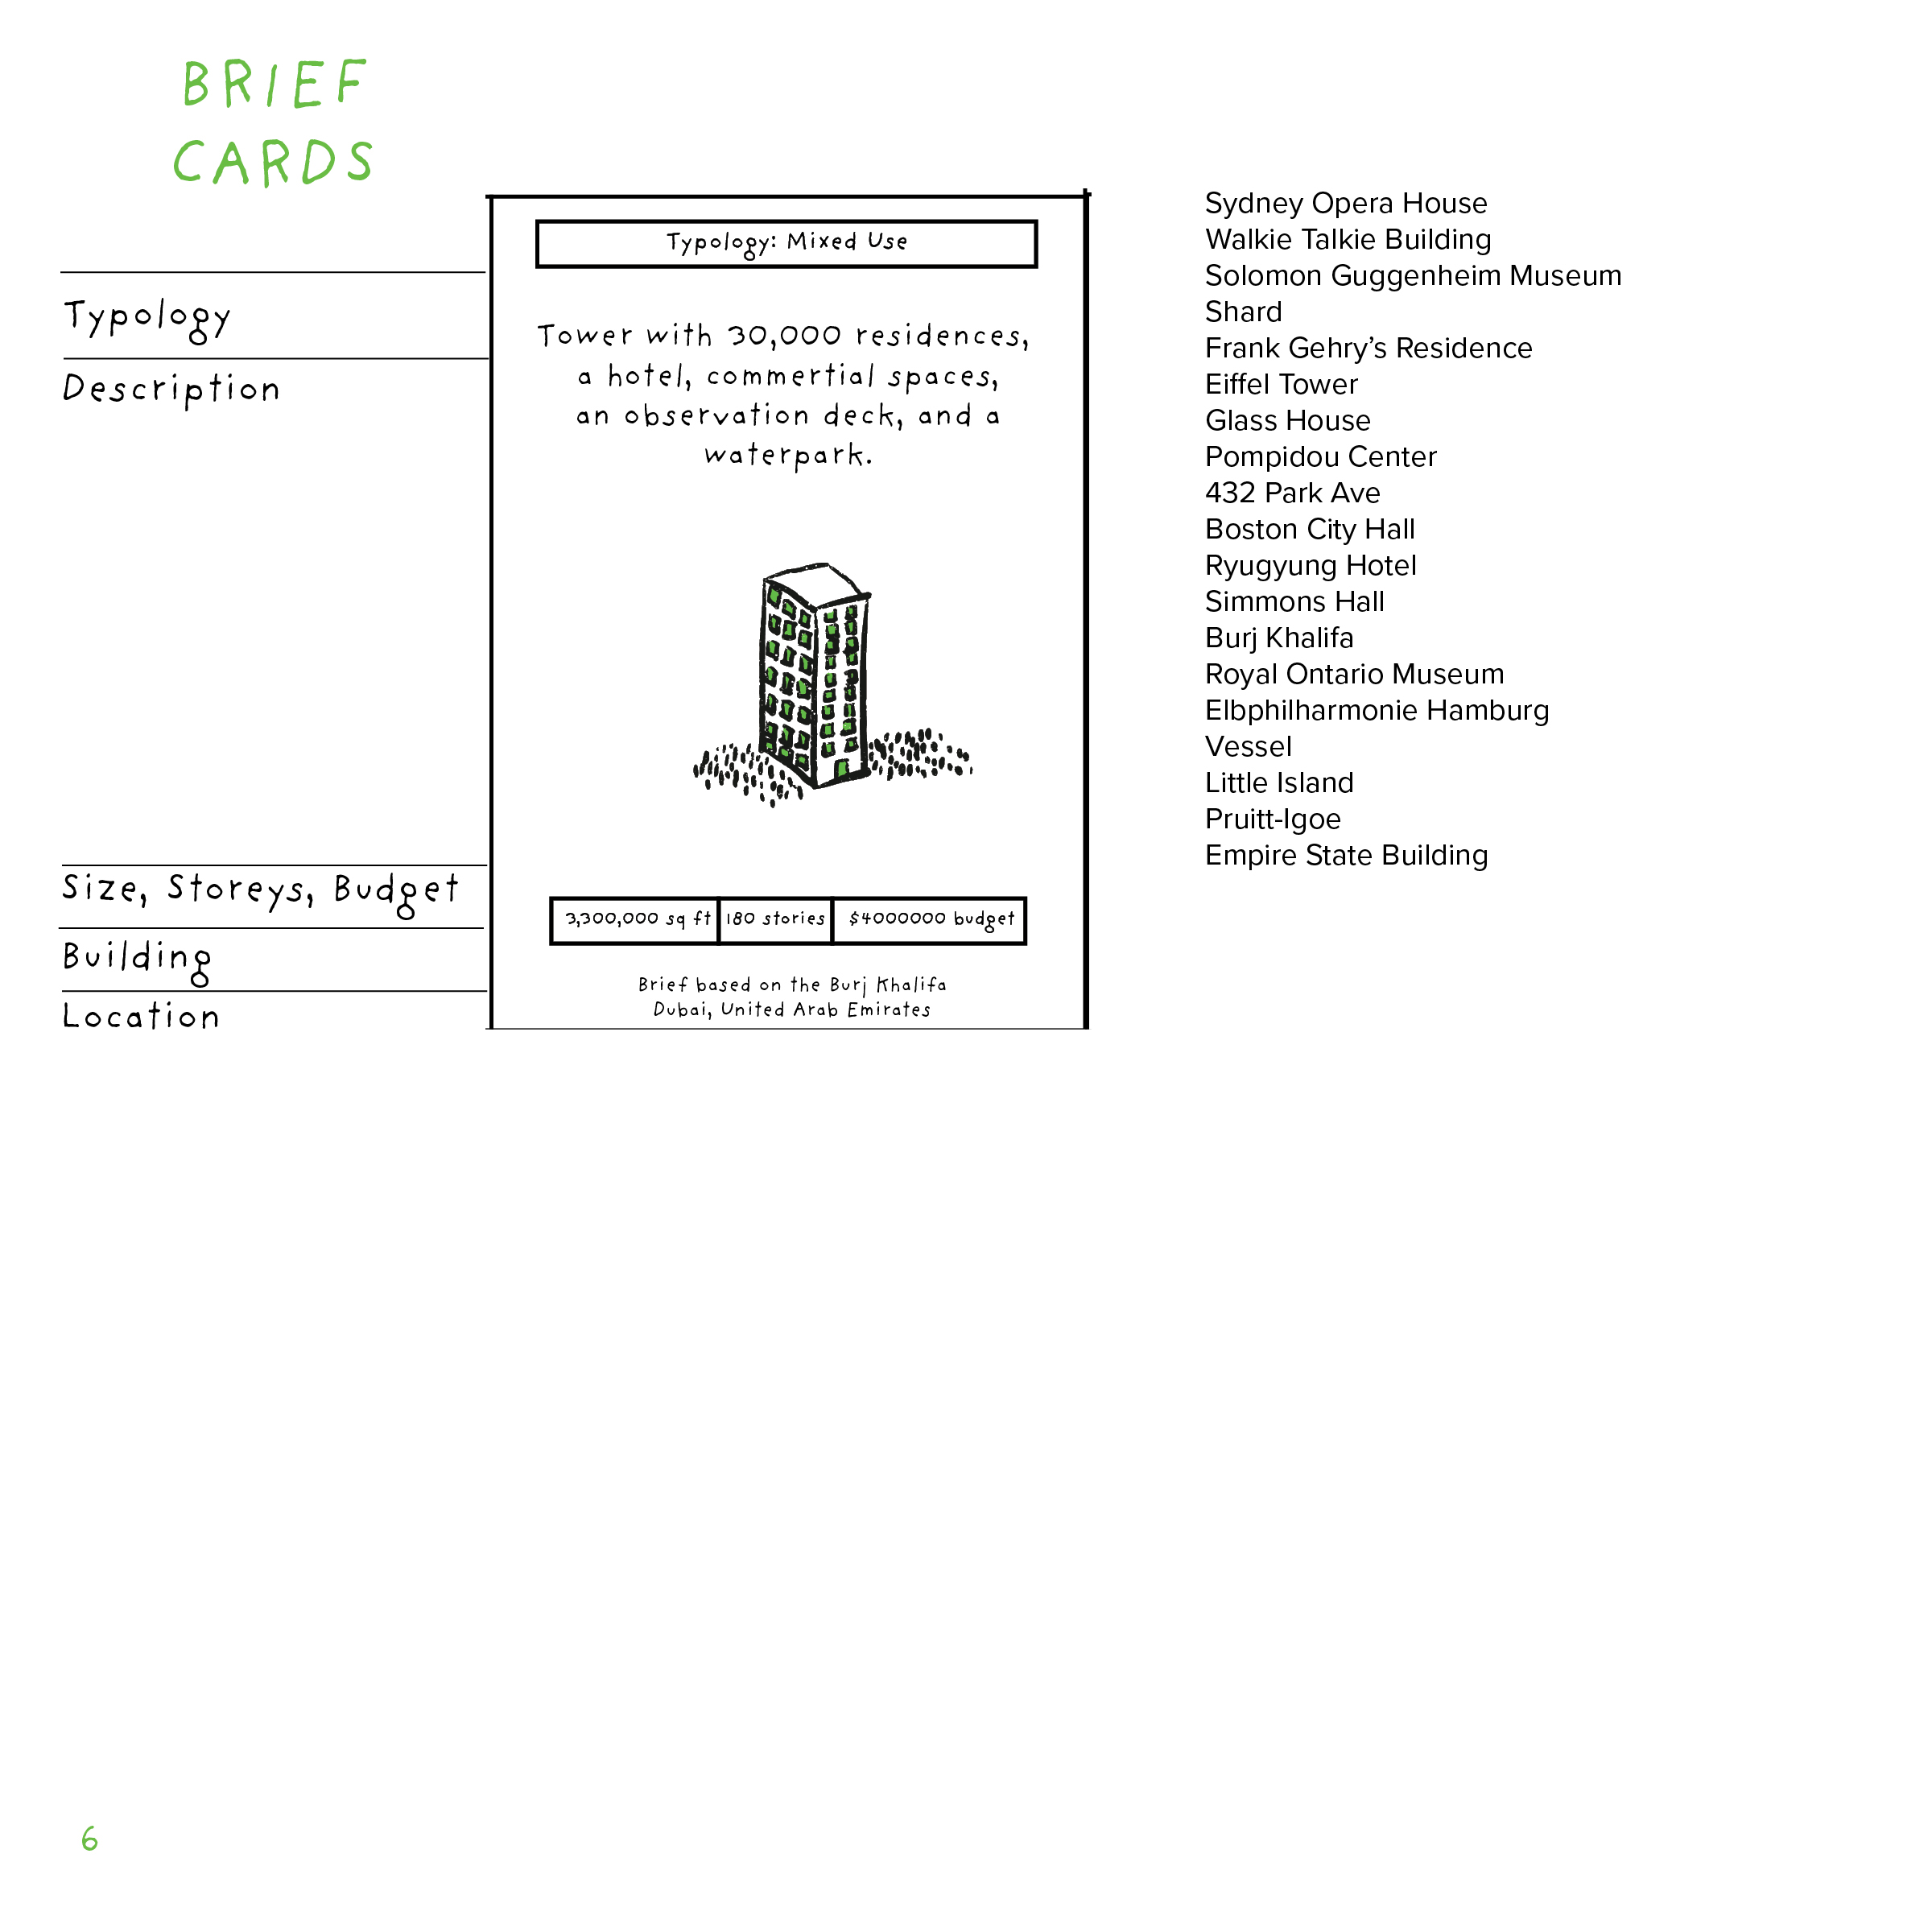 BRIEF
CARDS
Typology
Description
Size, Storeys, Budget
Building
Location
Typology: Mixed Use
Tower with 30,000 residences,
a hotel, commertial spaces,
an observation deck, and a
waterpark.
3,300,000 sq ft 180 stories $4000000 budget
Brief based on the Burj Khalifa
Dubai, United Arab Emirates
Sydney Opera House
Walkie Talkie Building
Solomon Guggenheim Museum
Shard
Frank Gehry’s Residence
Eiffel Tower
Glass House
Pompidou Center
432 Park Ave
Boston City Hall
Ryugyung Hotel
Simmons Hall
Burj Khalifa
Royal Ontario Museum
Elbphilharmonie Hamburg
Vessel
Little Island
Pruitt-Igoe
Empire State Building
6